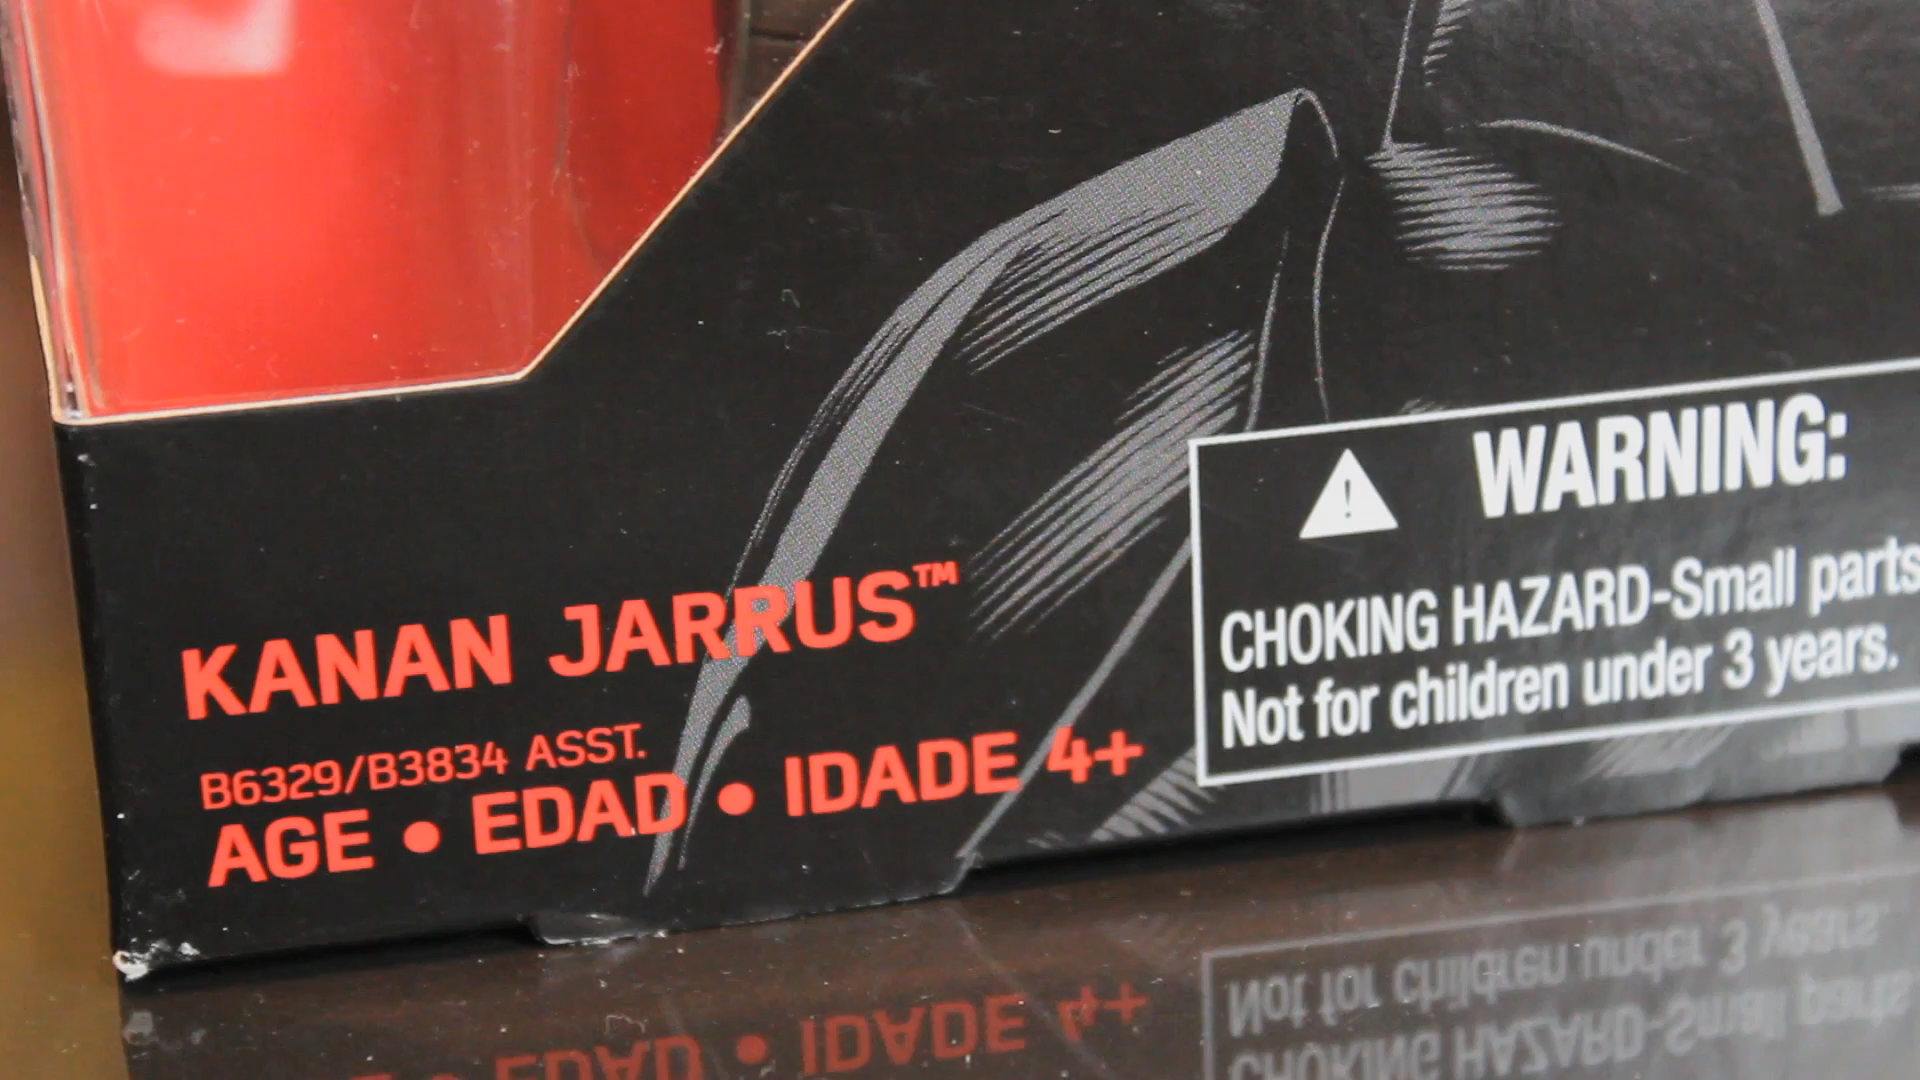 KANAN JARRUS™
B6329/B3834 ASST.
AGE • EDAD • IDADE 4+
WARNING:
CHOKING HAZARD-Small parts
Not for children under 3 years.